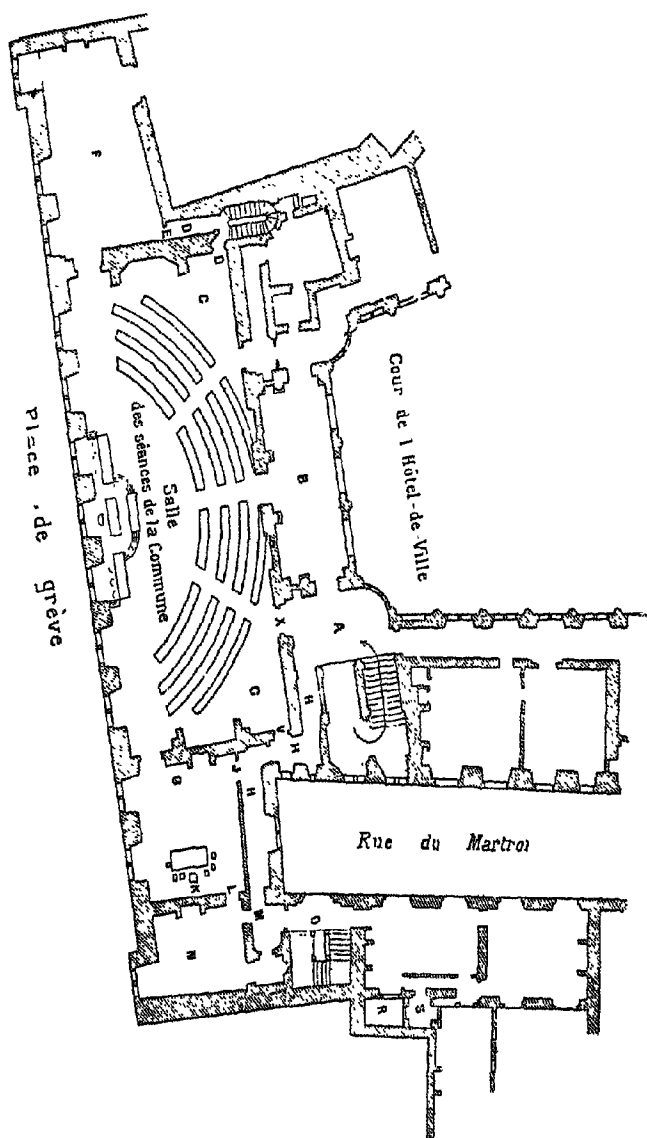 Cour de l Hôtel-de-Ville
Salle
des séances de la Commune
Place de grève
Rue du Martroi
F
E
D
D
C
B
A
X
C
H
H
V
J
H
G
K
L
M
N
O
R
S